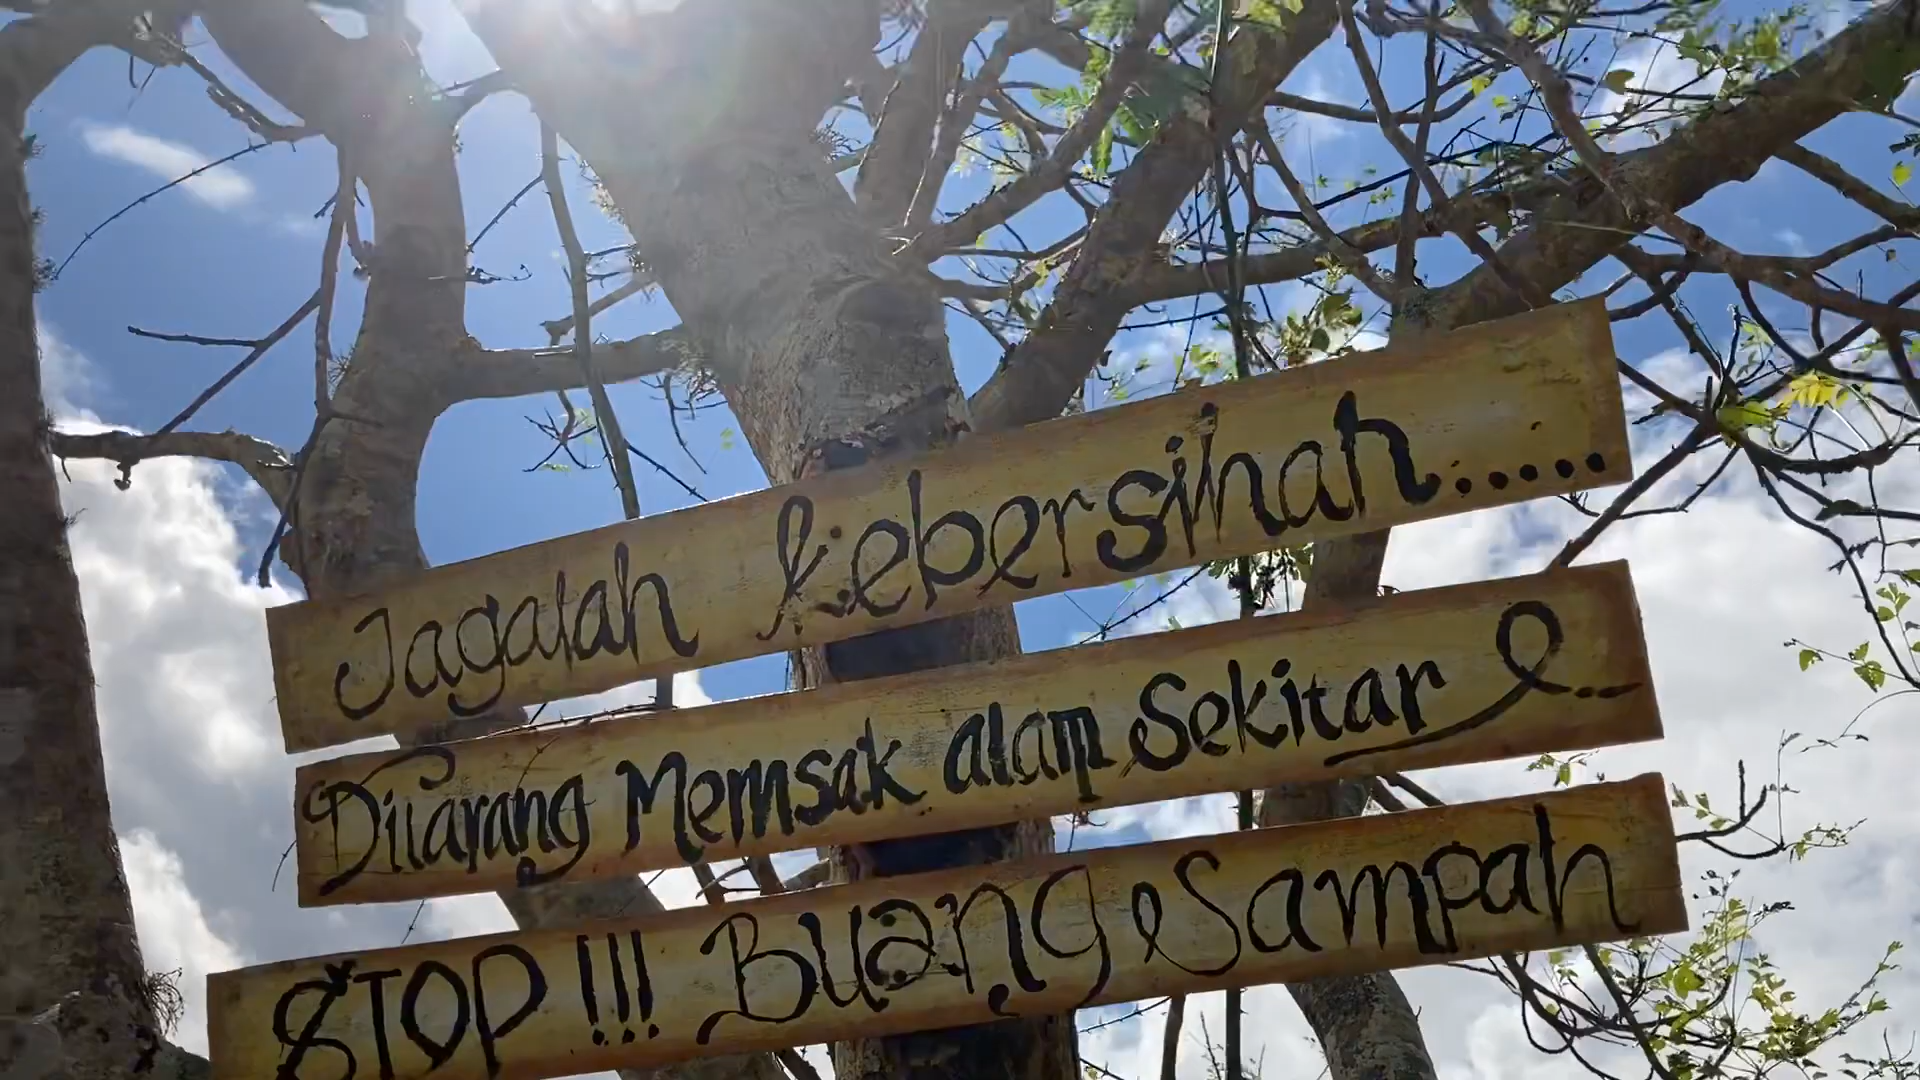 Jagalah kebersihah.....
Dilarang Memsak alam Sekitar
STOP!!! Buang Sampah